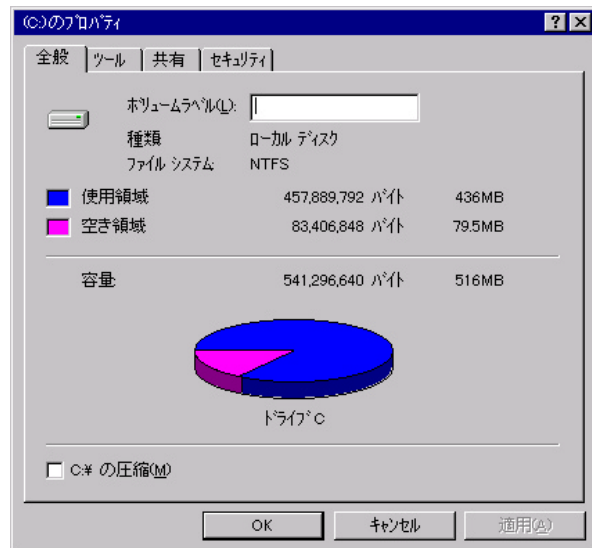 (C:)のﾌﾟﾛﾊﾟﾃｨ
全般 ﾂｰﾙ 共有 ｾｷｭﾘﾃｨ
ﾎﾞﾘｭｰﾑ ﾗﾍﾞﾙ(L):
種類 ﾛｰｶﾙ ﾃﾞｨｽｸ
ﾌｧｲﾙ ｼｽﾃﾑ: NTFS
使用領域 457,889,792 ﾊﾞｲﾄ 436MB
空き領域 83,406,848 ﾊﾞｲﾄ 79.5MB
容量: 541,296,640 ﾊﾞｲﾄ 516MB
ﾄﾞﾗｲﾌﾞ C
C:¥ の圧縮(M)
OK ｷｬﾝｾﾙ 適用(A)